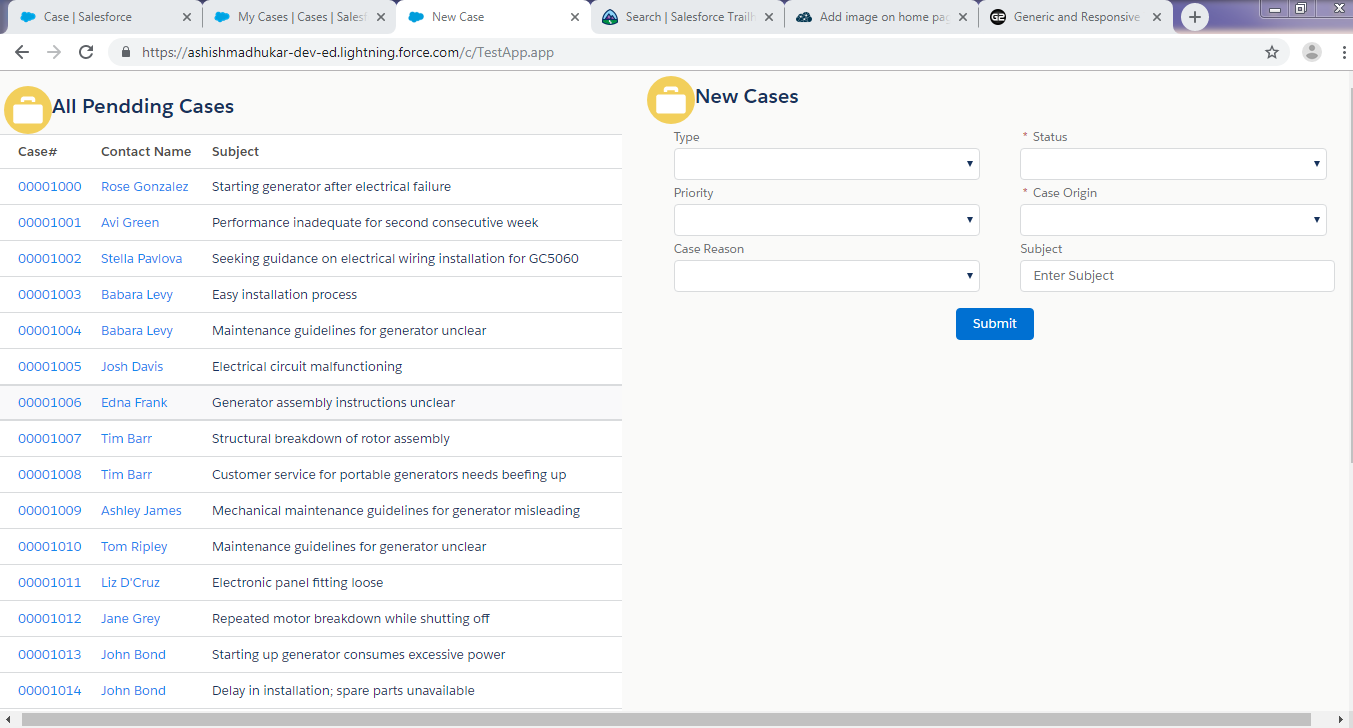 Case | Salesforce
My Cases | Cases | Salesf
New Case
Search | Salesforce Trailh
Add image on home pag
G2 Generic and Responsive
https://ashishmadhukar-dev-ed.lightning.force.com/c/TestApp.app
All Pendding Cases
Case# Contact Name Subject
00001000 Rose Gonzalez Starting generator after electrical failure
00001001 Avi Green Performance inadequate for second consecutive week
00001002 Stella Pavlova Seeking guidance on electrical wiring installation for GC5060
00001003 Babara Levy Easy installation process
00001004 Babara Levy Maintenance guidelines for generator unclear
00001005 Josh Davis Electrical circuit malfunctioning
00001006 Edna Frank Generator assembly instructions unclear
00001007 Tim Barr Structural breakdown of rotor assembly
00001008 Tim Barr Customer service for portable generators needs beefing up
00001009 Ashley James Mechanical maintenance guidelines for generator misleading
00001010 Tom Ripley Maintenance guidelines for generator unclear
00001011 Liz D'Cruz Electronic panel fitting loose
00001012 Jane Grey Repeated motor breakdown while shutting off
00001013 John Bond Starting up generator consumes excessive power
00001014 John Bond Delay in installation; spare parts unavailable
New Cases
Type * Status
Priority * Case Origin
Case Reason Subject
Enter Subject
Submit